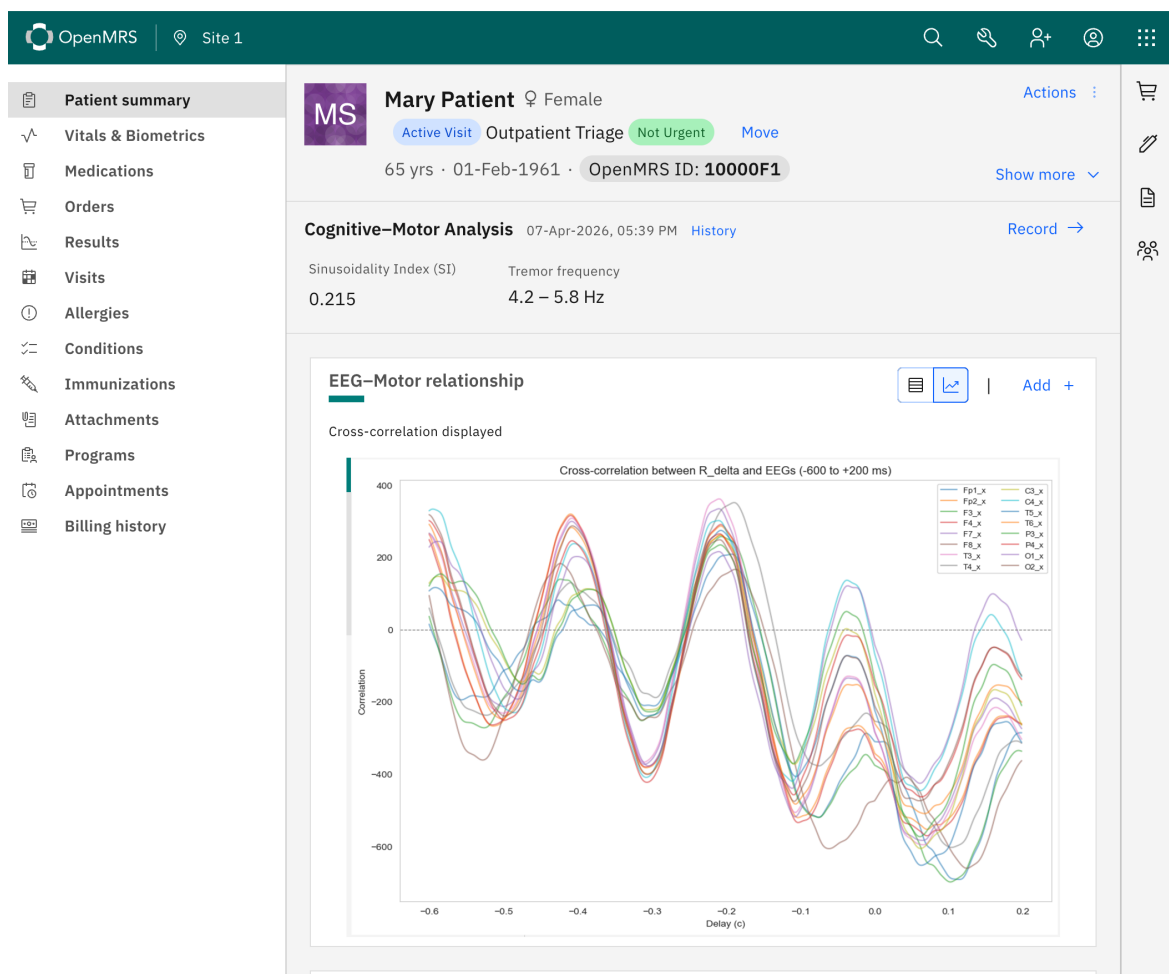 OpenMRS Site 1
Patient summary
Vitals & Biometrics
Medications
Orders
Results
Visits
Allergies
Conditions
Immunizations
Attachments
Programs
Appointments
Billing history
MS
Mary Patient ♀ Female
Actions
Active Visit Outpatient Triage Not Urgent Move
65 yrs · 01-Feb-1961 · OpenMRS ID: 10000F1
Show more
Cognitive–Motor Analysis 07-Apr-2026, 05:39 PM History
Record →
Sinusoidality Index (SI)
0.215
Tremor frequency
4.2 – 5.8 Hz
EEG–Motor relationship
Add +
Cross-correlation displayed
Cross-correlation between R_delta and EEGs (-600 to +200 ms)
400
200
0
−200
−400
−600
Correlation
Fp1_x
Fp2_x
F3_x
F4_x
F7_x
F8_x
T3_x
T4_x
C3_x
C4_x
T5_x
T6_x
P3_x
P4_x
O1_x
O2_x
−0.6 −0.5 −0.4 −0.3 −0.2 −0.1 0.0 0.1 0.2
Delay (c)